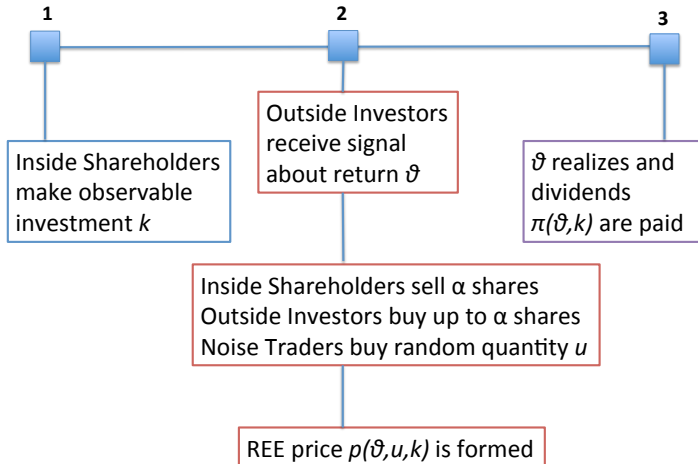 1
2
3
Inside Shareholders
make observable
investment k
Outside Investors
receive signal
about return ϑ
ϑ realizes and
dividends
π(ϑ,k) are paid
Inside Shareholders sell α shares
Outside Investors buy up to α shares
Noise Traders buy random quantity u
REE price p(ϑ,u,k) is formed